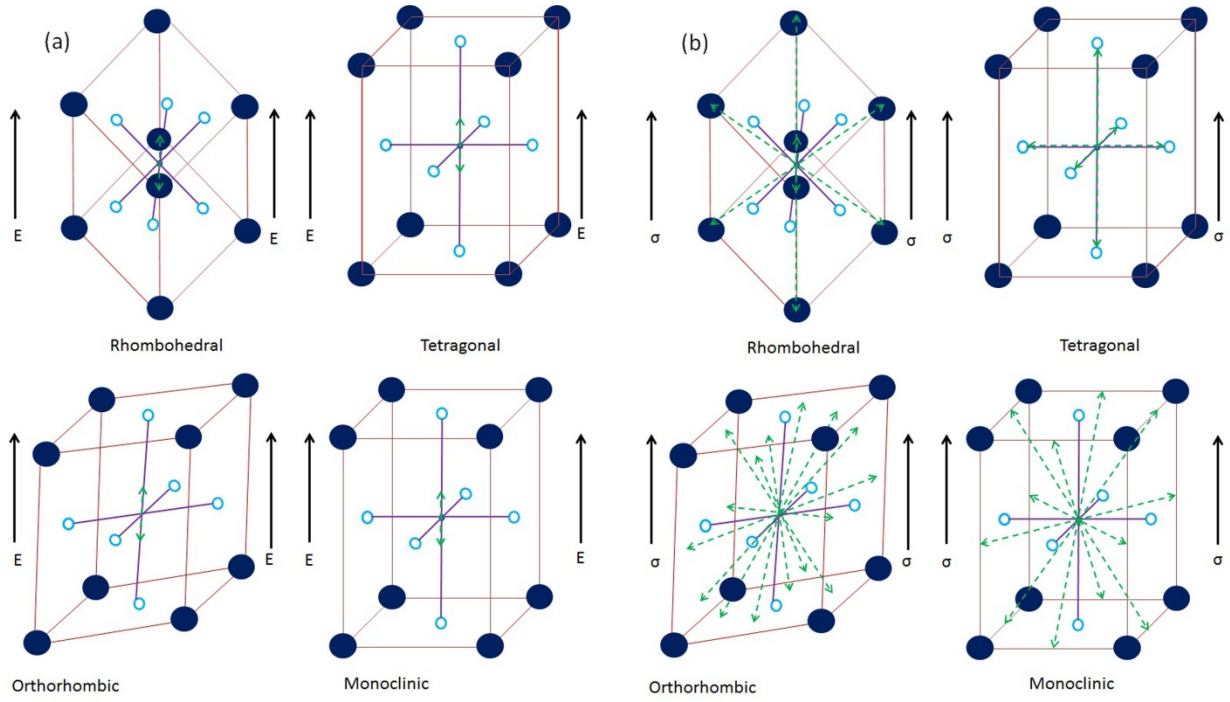 (a)
E
E
E
E
Rhombohedral
Tetragonal
E
E
E
E
Orthorhombic
Monoclinic
(b)
σ
σ
σ
σ
Rhombohedral
Tetragonal
σ
σ
σ
σ
Orthorhombic
Monoclinic